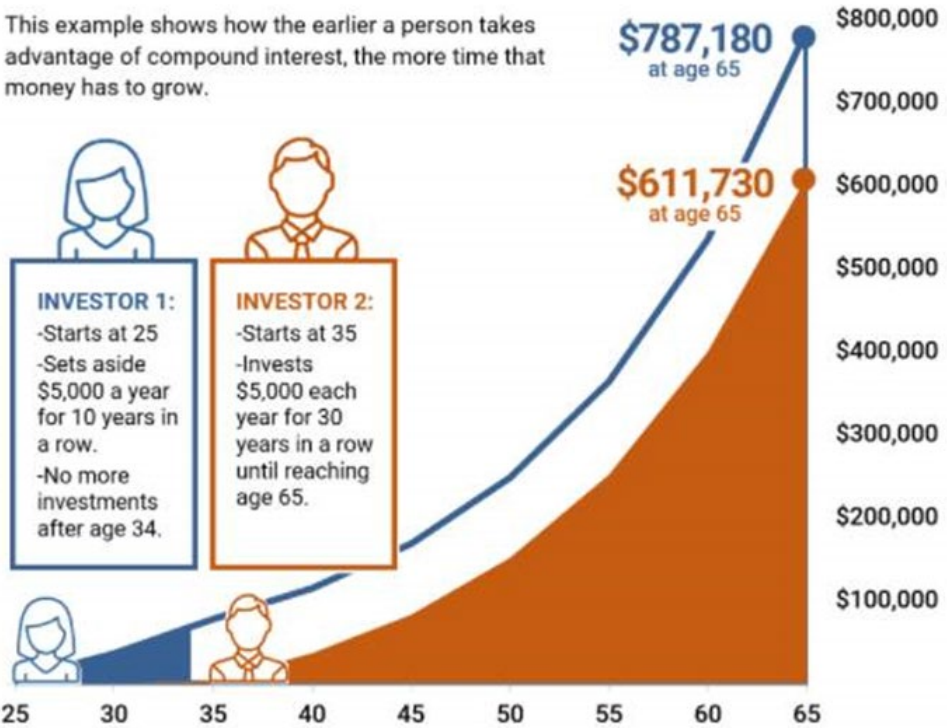 This example shows how the earlier a person takes
advantage of compound interest, the more time that
money has to grow.
$787,180
at age 65
$611,730
at age 65
INVESTOR 1:
-Starts at 25
-Sets aside
$5,000 a year
for 10 years in
a row.
-No more
investments
after age 34.
INVESTOR 2:
-Starts at 35
-Invests
$5,000 each
year for 30
years in a row
until reaching
age 65.
$800,000
$700,000
$600,000
$500,000
$400,000
$300,000
$200,000
$100,000
25 30 35 40 45 50 55 60 65